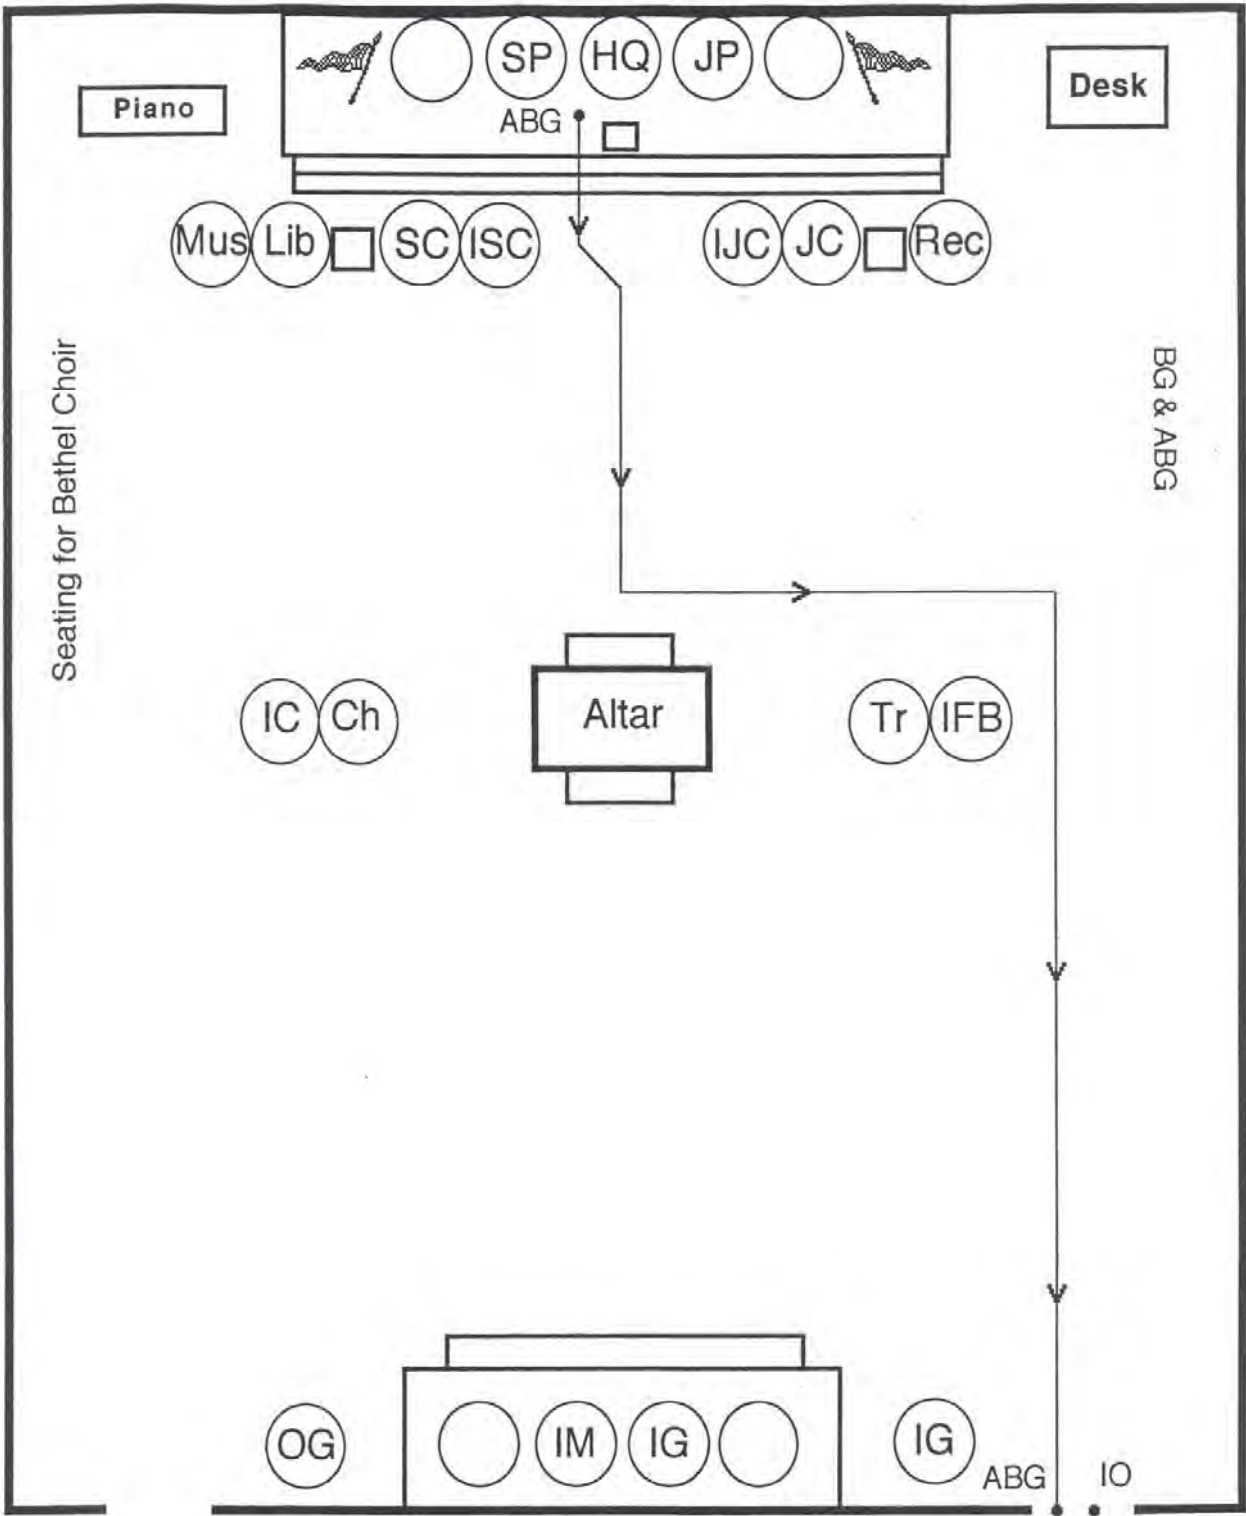 SP HQ JP
Piano
Desk
ABG
Mus Lib SC ISC IJC JC Rec
Seating for Bethel Choir
BG & ABG
IC Ch Altar Tr IFB
OG IM IG IG
ABG IO